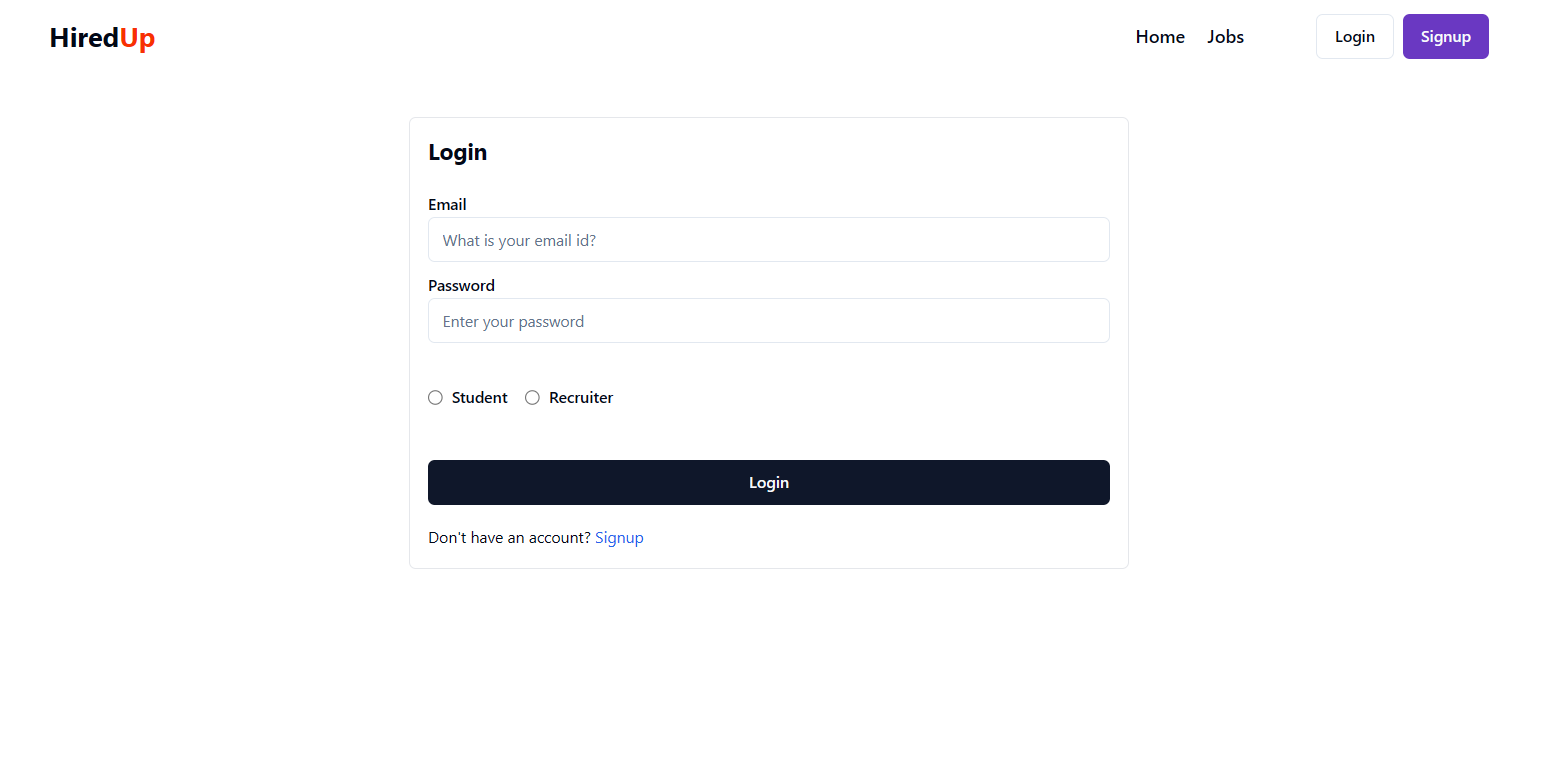 HiredUp Home Jobs Login Signup
Login
Email
What is your email id?
Password
Enter your password
Student Recruiter
Login
Don't have an account? Signup